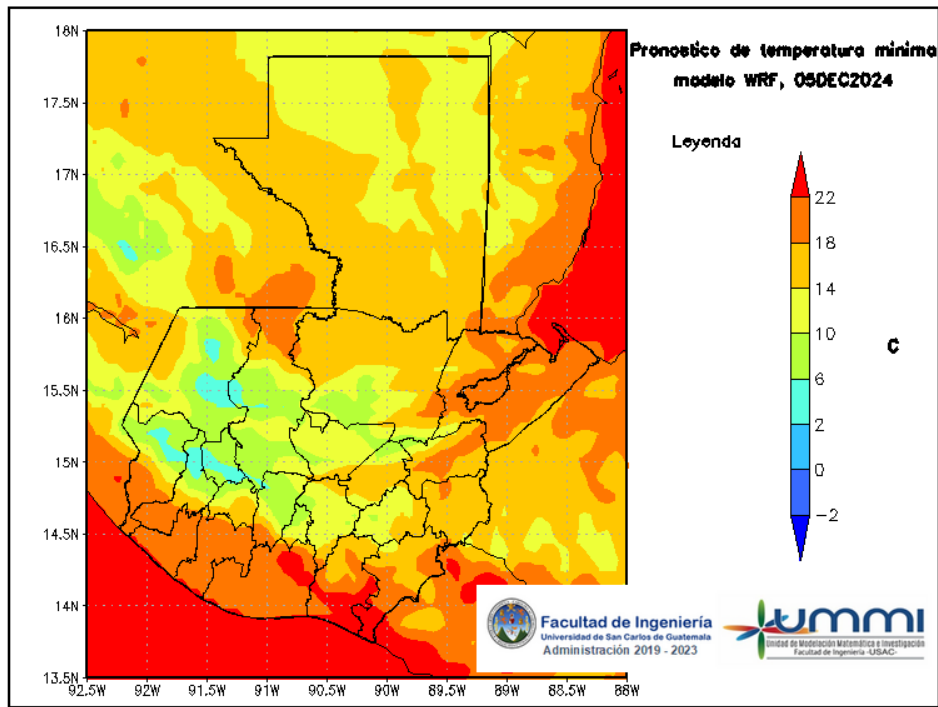 Pronostico de temperatura minima
modelo WRF, 05DEC2024
Leyenda
22
18
14
10
6
2
0
−2
C
18N
17.5N
17N
16.5N
16N
15.5N
15N
14.5N
14N
13.5N
92.5W 92W 91.5W 91W 90.5W 90W 89.5W 89W 88.5W 88W
Facultad de Ingeniería
Universidad de San Carlos de Guatemala
Administración 2019 - 2023
ummi
Unidad de Modelación Matemática e Investigación
Facultad de Ingeniería -USAC-